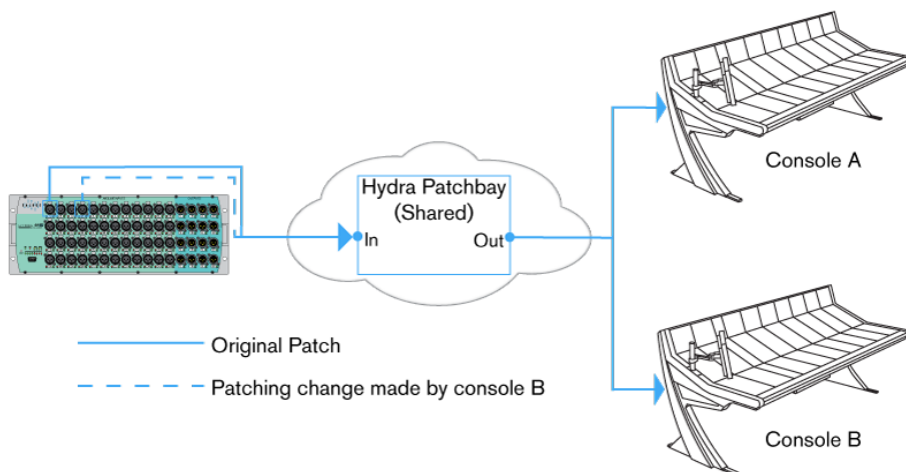 Hydra Patchbay
(Shared)
In
Out
Console A
Original Patch
Patching change made by console B
Console B